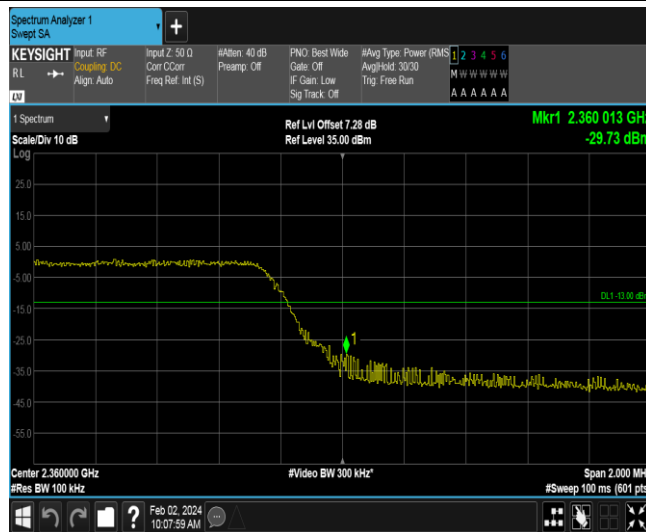 Spectrum Analyzer 1
Swept SA
+
KEYSIGHT
RL
LXI
Input: RF
Coupling: DC
Align: Auto
Input Z: 50 Ω
Corr CCorr
Freq Ref: Int (S)
#Atten: 40 dB
Preamp: Off
PNO: Best Wide
Gate: Off
IF Gain: Low
Sig Track: Off
#Avg Type: Power (RMS
Avg|Hold: 30/30
Trig: Free Run
1 2 3 4 5 6
M W W W W W
A A A A A A
1 Spectrum
Scale/Div 10 dB
Log
Ref Lvl Offset 7.28 dB
Ref Level 35.00 dBm
Mkr1 2.360 013 GHz
-29.73 dBm
25.0
15.0
5.00
-5.00
-15.0
-25.0
-35.0
-45.0
-55.0
DL1 -13.00 dBm
1
Center 2.360000 GHz
#Res BW 100 kHz
#Video BW 300 kHz*
Span 2.000 MH
#Sweep 100 ms (601 pts
?
Feb 02, 2024
10:07:59 AM